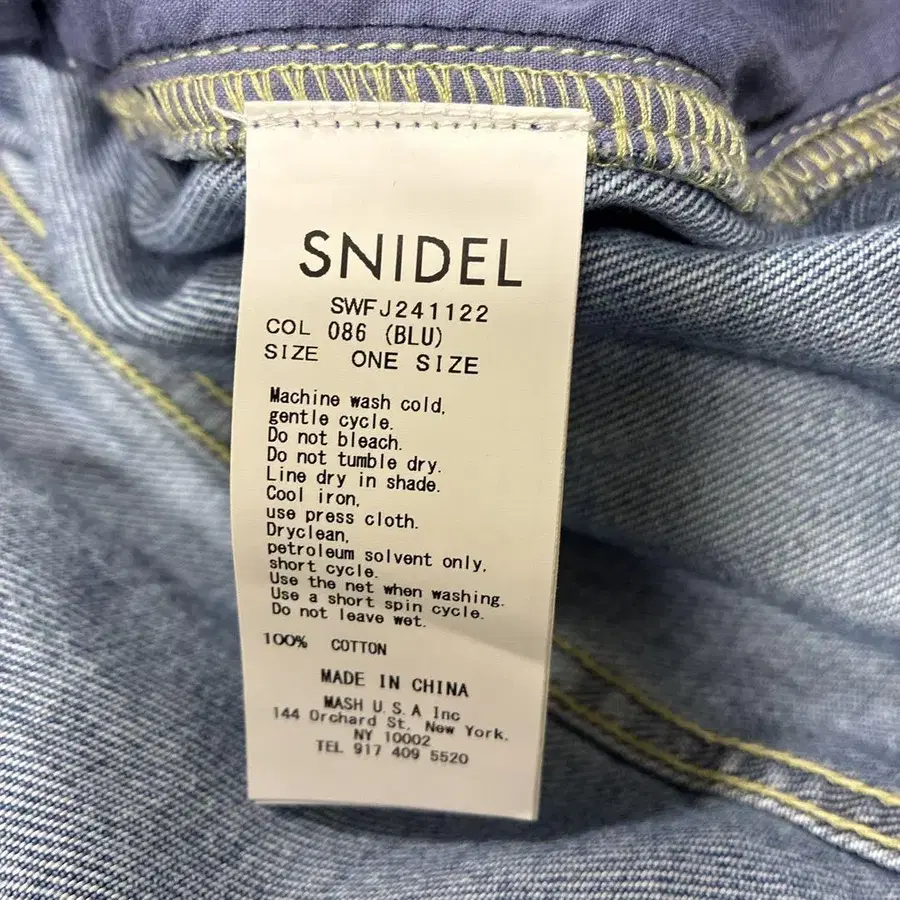 SNIDEL
SWFJ241122
COL 086 (BLU)
SIZE ONE SIZE
Machine wash cold,
gentle cycle.
Do not bleach.
Do not tumble dry.
Line dry in shade.
Cool iron,
use press cloth.
Dryclean,
petroleum solvent only,
short cycle.
Use the net when washing.
Use a short spin cycle.
Do not leave wet.
100% COTTON
MADE IN CHINA
MASH U.S.A Inc
144 Orchard St, New York,
NY 10002
TEL 917 409 5520